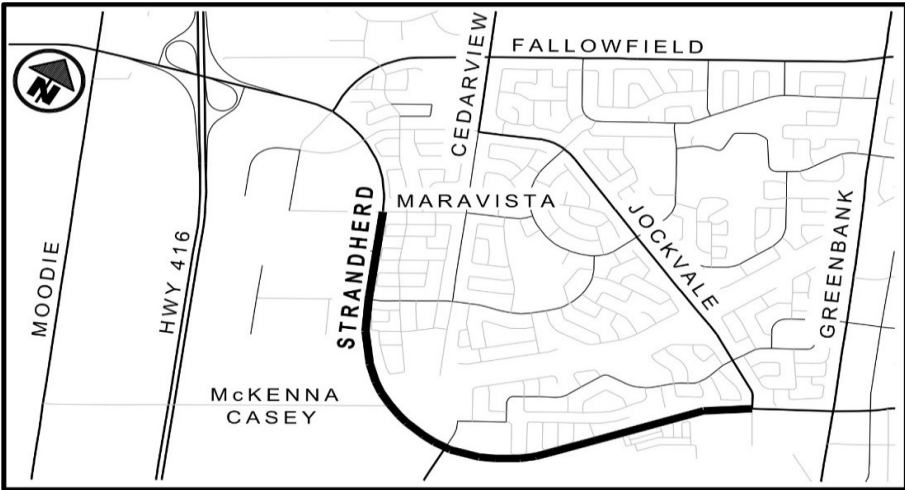 FALLOWFIELD
CEDARVIEW
N
MARAVISTA
STRANDHERD
JOCKVALE
MOODIE
HWY 416
GREENBANK
McKENNA
CASEY